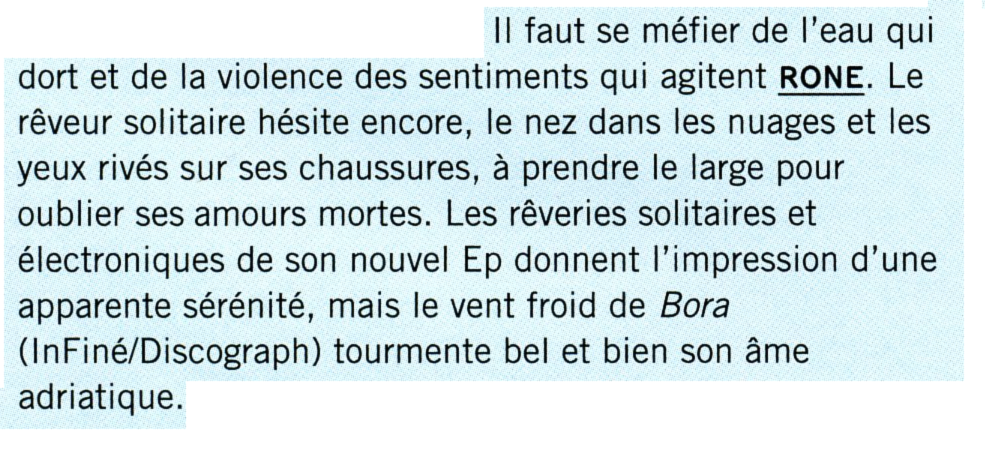 Il faut se méfier de l'eau qui
dort et de la violence des sentiments qui agitent RONE. Le
rêveur solitaire hésite encore, le nez dans les nuages et les
yeux rivés sur ses chaussures, à prendre le large pour
oublier ses amours mortes. Les rêveries solitaires et
électroniques de son nouvel Ep donnent l'impression d'une
apparente sérénité, mais le vent froid de Bora
(InFiné/Discograph) tourmente bel et bien son âme
adriatique.